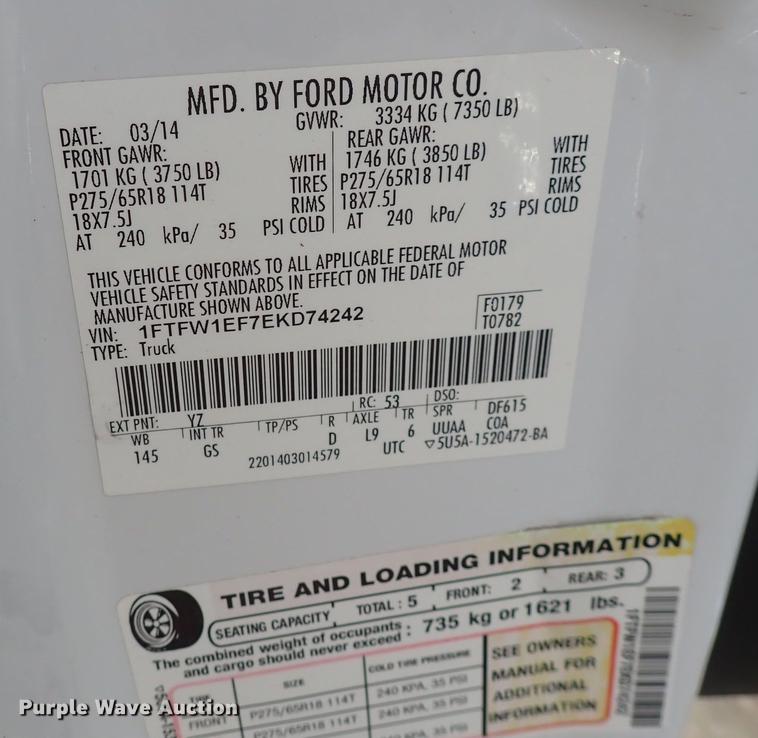 MFD. BY FORD MOTOR CO.
DATE: 03/14 GVWR: 3334 KG ( 7350 LB)
FRONT GAWR: REAR GAWR:
1701 KG ( 3750 LB) WITH 1746 KG ( 3850 LB) WITH
P275/65R18 114T TIRES P275/65R18 114T TIRES
18X7.5J RIMS 18X7.5J RIMS
AT 240 kPa/ 35 PSI COLD AT 240 kPa/ 35 PSI COLD
THIS VEHICLE CONFORMS TO ALL APPLICABLE FEDERAL MOTOR
VEHICLE SAFETY STANDARDS IN EFFECT ON THE DATE OF
MANUFACTURE SHOWN ABOVE.
VIN: 1FTFW1EF7EKD74242 F0179
TYPE: Truck T0782
EXT PNT: YZ RC: 53 DSO:
WB INT TR TP/PS R AXLE TR SPR DF615
145 GS D L9 6 UUAA COA
2201403014579 UTC ▽5U5A-1520472-BA
TIRE AND LOADING INFORMATION
SEATING CAPACITY TOTAL : 5 FRONT: 2 REAR: 3
The combined weight of occupants
and cargo should never exceed : 735 kg or 1621 lbs.
SIZE COLD TIRE PRESSURE
FRONT P275/65R18 114T 240 KPA, 35 PSI
P275/65R18 114T 240 KPA, 35 PSI
SEE OWNERS
MANUAL FOR
ADDITIONAL
INFORMATION
Purple Wave Auction